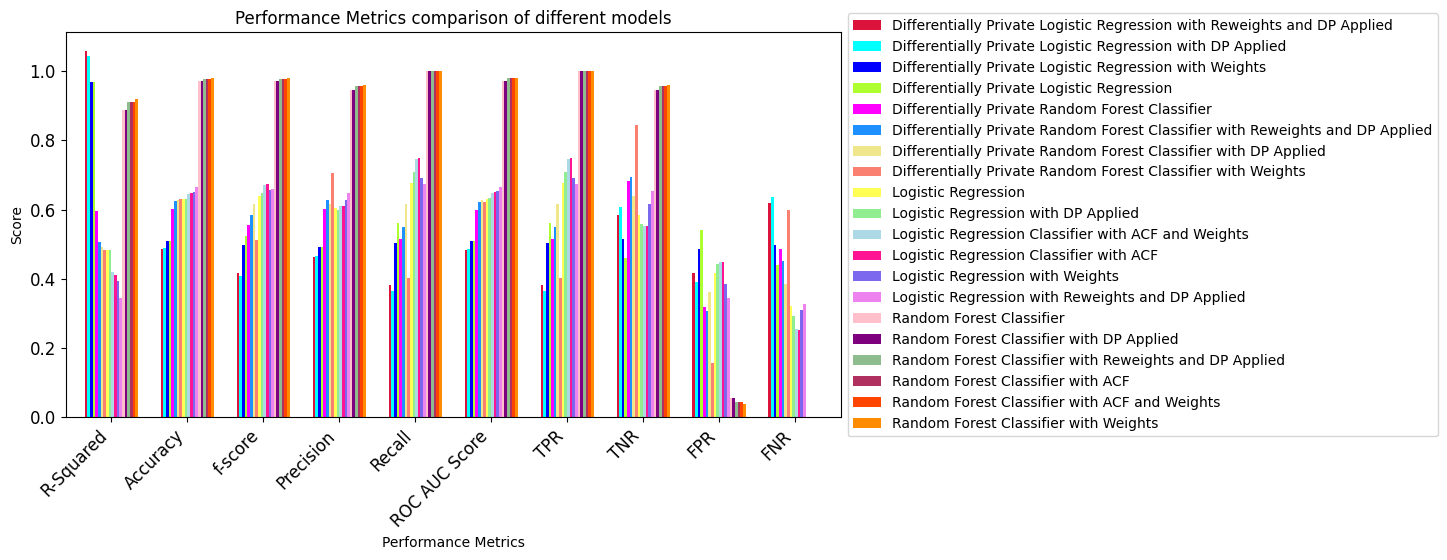 Performance Metrics comparison of different models
Score
1.0
0.8
0.6
0.4
0.2
0.0
R-Squared
Accuracy
f-score
Precision
Recall
ROC AUC Score
TPR
TNR
FPR
FNR
Performance Metrics
Differentially Private Logistic Regression with Reweights and DP Applied
Differentially Private Logistic Regression with DP Applied
Differentially Private Logistic Regression with Weights
Differentially Private Logistic Regression
Differentially Private Random Forest Classifier
Differentially Private Random Forest Classifier with Reweights and DP Applied
Differentially Private Random Forest Classifier with DP Applied
Differentially Private Random Forest Classifier with Weights
Logistic Regression
Logistic Regression with DP Applied
Logistic Regression Classifier with ACF and Weights
Logistic Regression Classifier with ACF
Logistic Regression with Weights
Logistic Regression with Reweights and DP Applied
Random Forest Classifier
Random Forest Classifier with DP Applied
Random Forest Classifier with Reweights and DP Applied
Random Forest Classifier with ACF
Random Forest Classifier with ACF and Weights
Random Forest Classifier with Weights